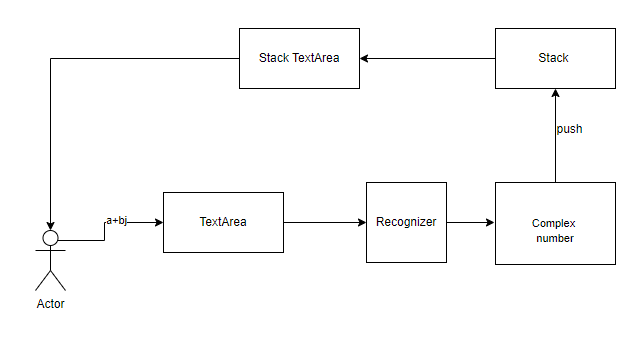 Stack TextArea
Stack
push
a+bj
TextArea
Recognizer
Complex
number
Actor